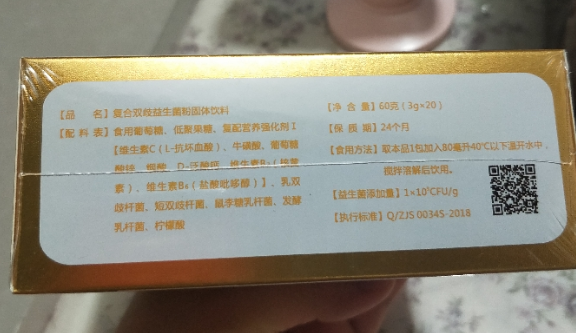 【品 名】复合双歧益生菌粉固体饮料
【配 料 表】食用葡萄糖、低聚果糖、复配营养强化剂 I
【维生素C（L-抗坏血酸）、牛磺酸、葡萄糖
酸锌、烟酸、D-泛酸钙、维生素B₂（核黄
素）、维生素B₆（盐酸吡哆醇）】、乳双
歧杆菌、短双歧杆菌、鼠李糖乳杆菌、发酵
乳杆菌、柠檬酸
【净 含 量】60克（3g×20）
【保 质 期】24个月
【食用方法】取本品1包加入80毫升40℃以下温开水中，
搅拌溶解后饮用。
【益生菌添加量】CFU/g
【执行标准】Q/ZJS 0034S-2018